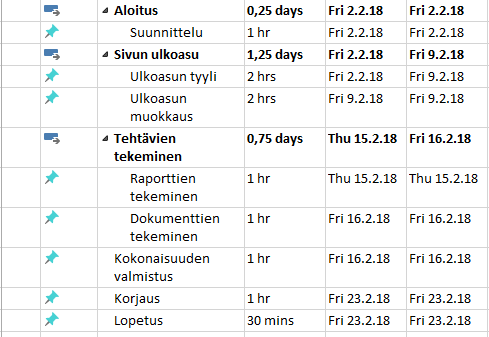 Aloitus 0,25 days Fri 2.2.18 Fri 2.2.18
Suunnittelu 1 hr Fri 2.2.18 Fri 2.2.18
Sivun ulkoasu 1,25 days Fri 2.2.18 Fri 9.2.18
Ulkoasun tyyli 2 hrs Fri 2.2.18 Fri 9.2.18
Ulkoasun 2 hrs Fri 9.2.18 Fri 9.2.18
muokkaus
Tehtävien 0,75 days Thu 15.2.18 Fri 16.2.18
tekeminen
Raporttien 1 hr Thu 15.2.18 Thu 15.2.18
tekeminen
Dokumenttien 1 hr Fri 16.2.18 Fri 16.2.18
tekeminen
Kokonaisuuden 1 hr Fri 16.2.18 Fri 16.2.18
valmistus
Korjaus 1 hr Fri 23.2.18 Fri 23.2.18
Lopetus 30 mins Fri 23.2.18 Fri 23.2.18